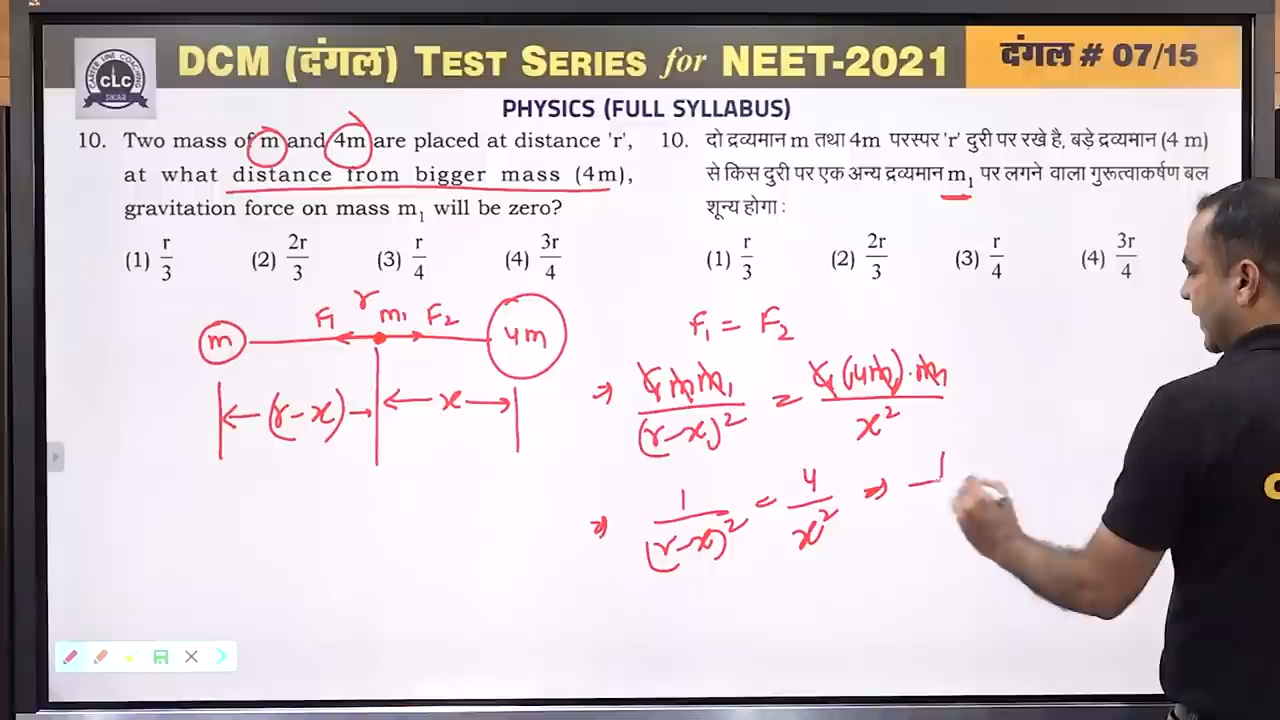 DCM (दंगल) TEST SERIES for NEET-2021
दंगल # 07/15
CLC
SIKAR
PHYSICS (FULL SYLLABUS)
10. Two mass of m and 4m are placed at distance 'r',
at what distance from bigger mass (4m),
gravitation force on mass m₁ will be zero?
(1) r/3 (2) 2r/3 (3) r/4 (4) 3r/4
10. दो द्रव्यमान m तथा 4m परस्पर 'r' दुरी पर रखे है, बड़े द्रव्यमान (4 m)
से किस दुरी पर एक अन्य द्रव्यमान m₁ पर लगने वाला गुरूत्वाकर्षण बल
शून्य होगा :
(1) r/3 (2) 2r/3 (3) r/4 (4) 3r/4
r
m F₁ m₁ F₂ 4m
(r-x) x
F₁ = F₂
⇒ G m m₁/(r-x)² = G (4m) · m₁/x²
⇒ 1/(r-x)² = 4/x² ⇒ 1